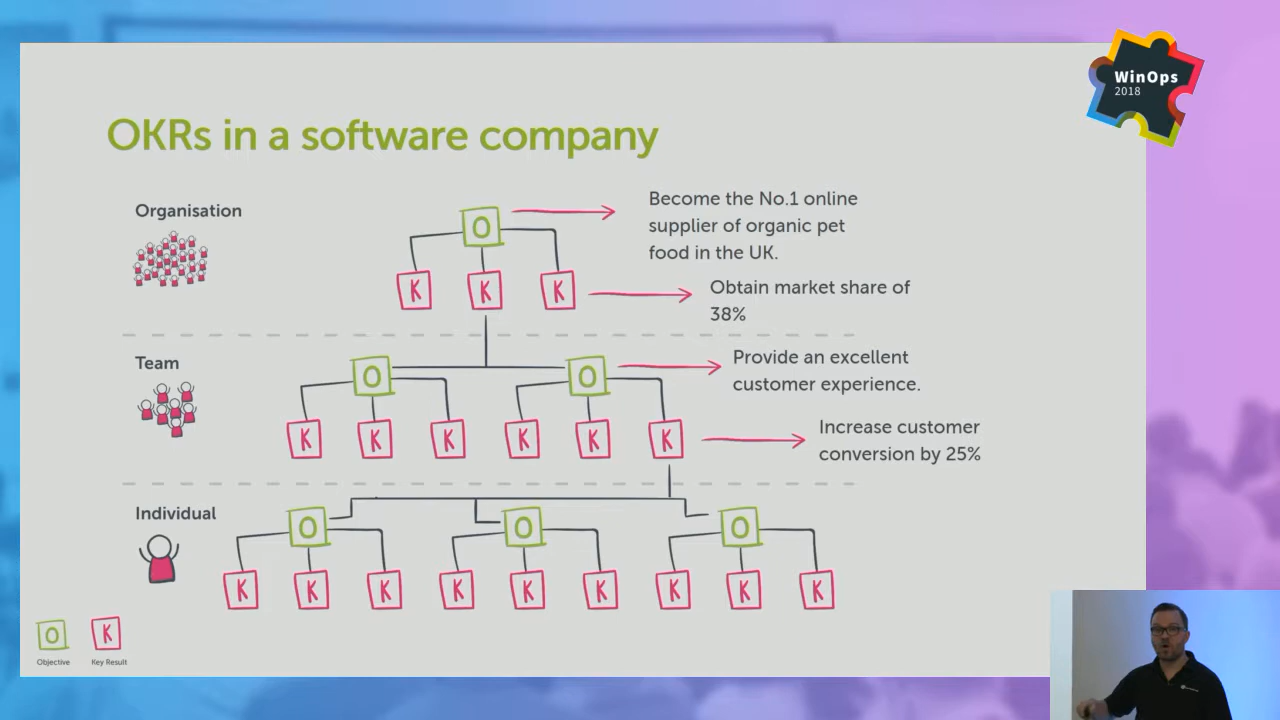 WinOps
2018
OKRs in a software company
Organisation
O
Become the No.1 online
supplier of organic pet
food in the UK.
K K K
Obtain market share of
38%
Team
O O
Provide an excellent
customer experience.
K K K K K K
Increase customer
conversion by 25%
Individual
O O O
K K K K K K K K K
O K
Objective Key Result